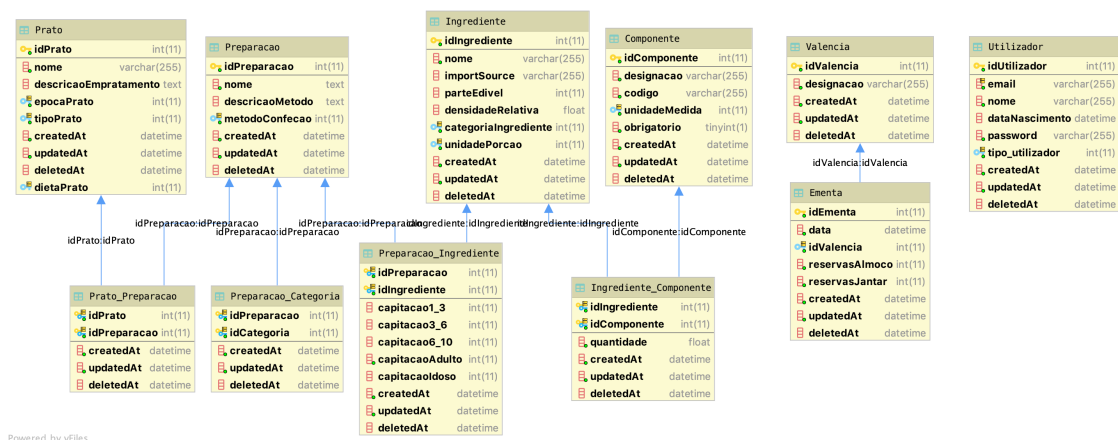 Prato
idPrato int(11)
nome varchar(255)
descricaoEmpratamento text
epocaPrato int(11)
tipoPrato int(11)
createdAt datetime
updatedAt datetime
deletedAt datetime
dietaPrato int(11)
Preparacao
idPreparacao int(11)
nome text
descricaoMetodo text
metodoConfecao int(11)
createdAt datetime
updatedAt datetime
deletedAt datetime
Ingrediente
idIngrediente int(11)
nome varchar(255)
importSource varchar(255)
parteEdivel int(11)
densidadeRelativa float
categoriaIngrediente int(11)
unidadePorcao int(11)
createdAt datetime
updatedAt datetime
deletedAt datetime
Componente
idComponente int(11)
designacao varchar(255)
codigo varchar(255)
unidadeMedida int(11)
obrigatorio tinyint(1)
createdAt datetime
updatedAt datetime
deletedAt datetime
Valencia
idValencia int(11)
designacao varchar(255)
createdAt datetime
updatedAt datetime
deletedAt datetime
Utilizador
idUtilizador int(11)
email varchar(255)
nome varchar(255)
dataNascimento datetime
password varchar(255)
tipo_utilizador int(11)
createdAt datetime
updatedAt datetime
deletedAt datetime
idPrato:idPrato
idPreparacao:idPreparacao
idPreparacao:idPreparacao
idPreparacao:idPreparacao
idIngrediente:idIngrediente
idIngrediente:idIngrediente
idComponente:idComponente
idValencia:idValencia
Prato_Preparacao
idPrato int(11)
idPreparacao int(11)
createdAt datetime
updatedAt datetime
deletedAt datetime
Preparacao_Categoria
idPreparacao int(11)
idCategoria int(11)
createdAt datetime
updatedAt datetime
deletedAt datetime
Preparacao_Ingrediente
idPreparacao int(11)
idIngrediente int(11)
capitacao1_3 int(11)
capitacao3_6 int(11)
capitacao6_10 int(11)
capitacaoAdulto int(11)
capitacaoIdoso int(11)
createdAt datetime
updatedAt datetime
deletedAt datetime
Ingrediente_Componente
idIngrediente int(11)
idComponente int(11)
quantidade float
createdAt datetime
updatedAt datetime
deletedAt datetime
Ementa
idEmenta int(11)
data datetime
idValencia int(11)
reservasAlmoco int(11)
reservasJantar int(11)
createdAt datetime
updatedAt datetime
deletedAt datetime
Powered by yFiles